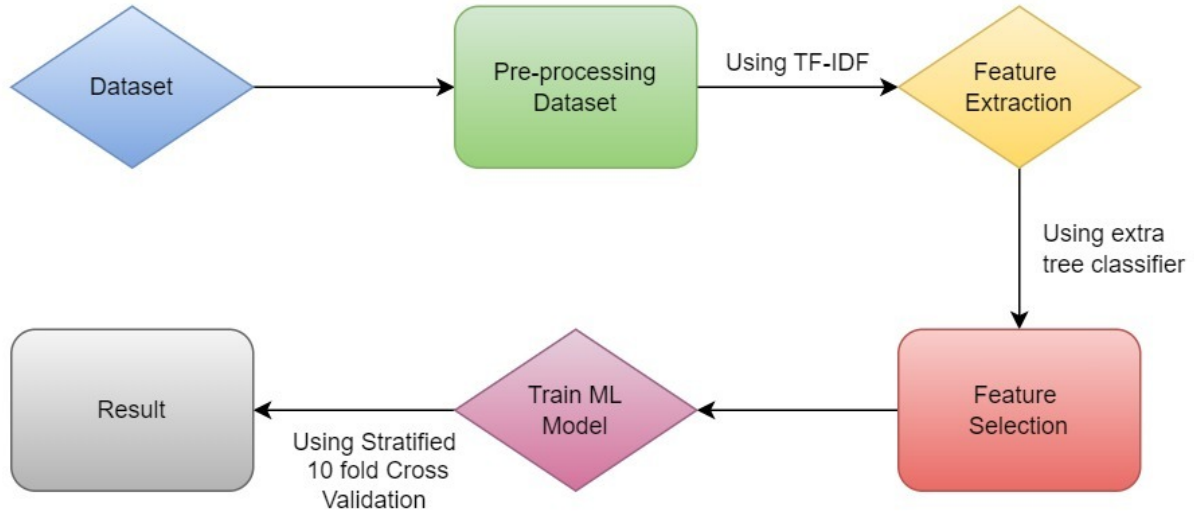 Dataset
Pre-processing
Dataset
Using TF-IDF
Feature
Extraction
Using extra
tree classifier
Feature
Selection
Train ML
Model
Using Stratified
10 fold Cross
Validation
Result